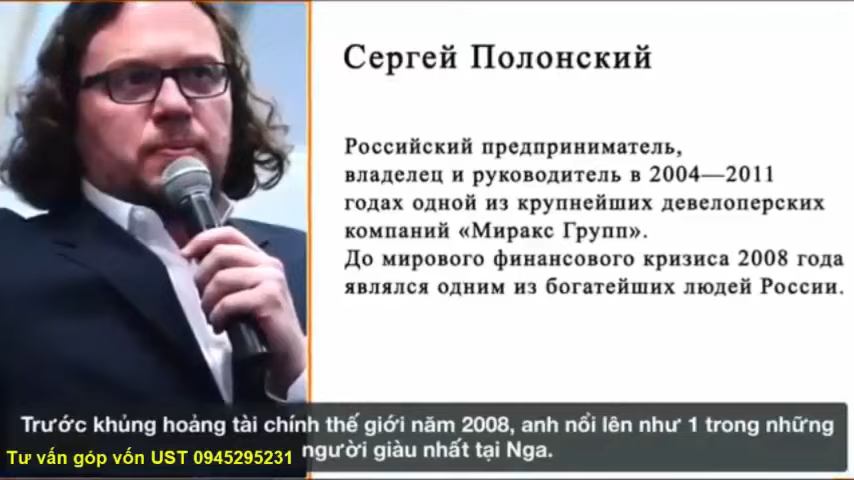 Сергей Полонский
Российский предприниматель,
владелец и руководитель в 2004—2011
годах одной из крупнейших девелоперских
компаний «Миракс Групп».
До мирового финансового кризиса 2008 года
являлся одним из богатейших людей России.
Trước khủng hoảng tài chính thế giới năm 2008, anh nổi lên như 1 trong những
người giàu nhất tại Nga.
Tư vấn góp vốn UST 0945295231